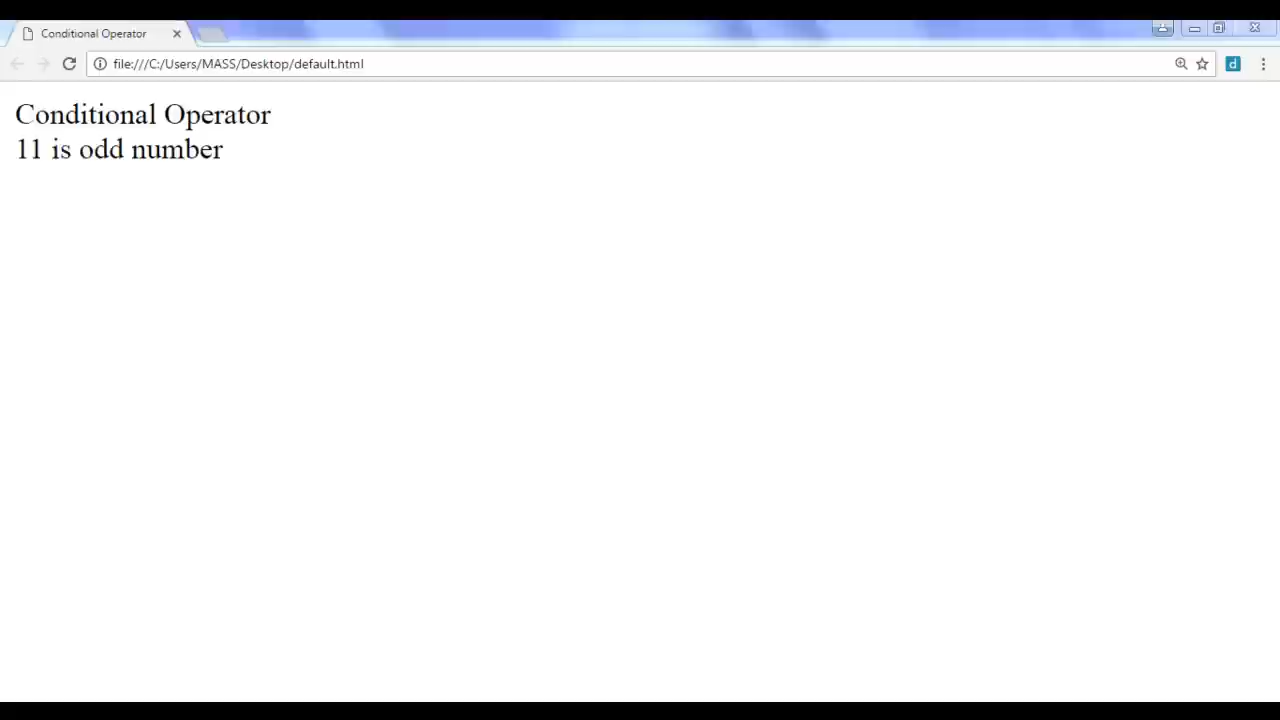 Conditional Operator
file:///C:/Users/MASS/Desktop/default.html
d
Conditional Operator
11 is odd number